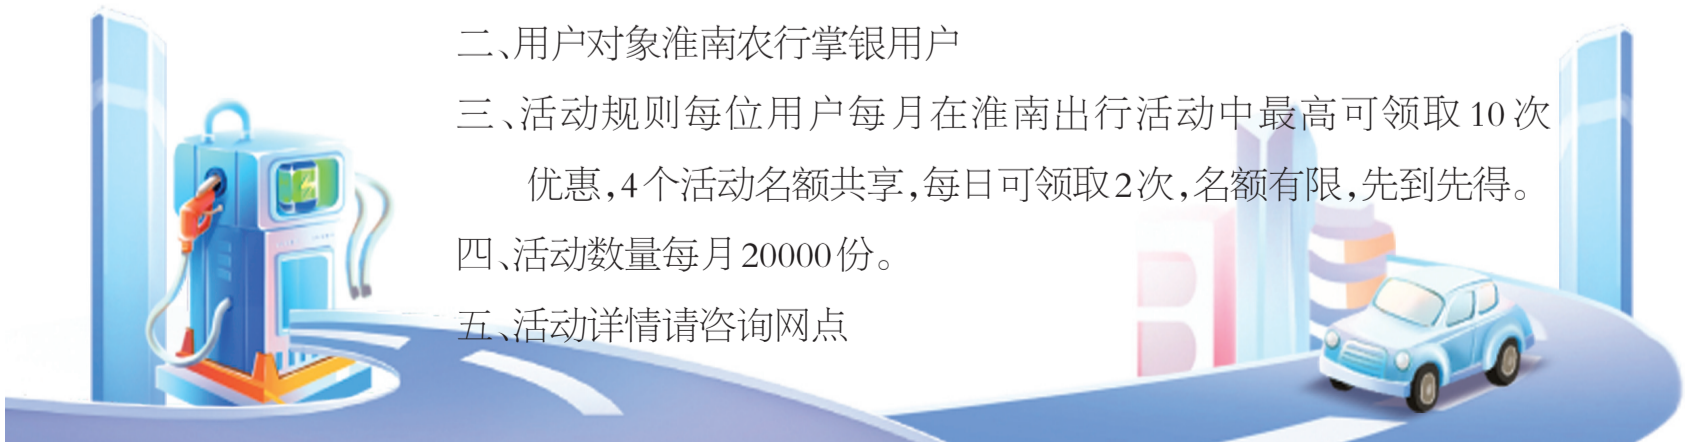 二、用户对象淮南农行掌银用户
三、活动规则每位用户每月在淮南出行活动中最高可领取10次
优惠,4个活动名额共享,每日可领取2次,名额有限,先到先得。
四、活动数量每月20000份。
五、活动详情请咨询网点